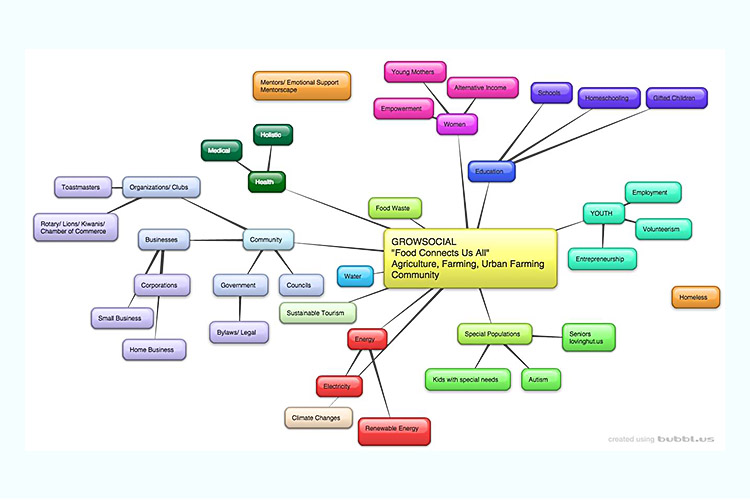 Young Mothers
Mentors/ Emotional Support
Mentorscape
Alternative Income
Schools
Homeschooling
Gifted Children
Empowerment
Women
Holistic
Medical
Education
Health
Toastmasters
Organizations/ Clubs
Employment
Food Waste
YOUTH
Rotary/ Lions/ Kiwanis/
Chamber of Commerce
Volunteerism
Businesses
Community
GROWSOCIAL
"Food Connects Us All"
Agriculture, Farming, Urban Farming
Community
Entrepreneurship
Water
Corporations
Government
Councils
Homeless
Sustainable Tourism
Small Business
Bylaws/ Legal
Energy
Special Populations
Seniors
lovinghut.us
Home Business
Electricity
Kids with special needs
Autism
Climate Changes
Renewable Energy
created using bubbl.us